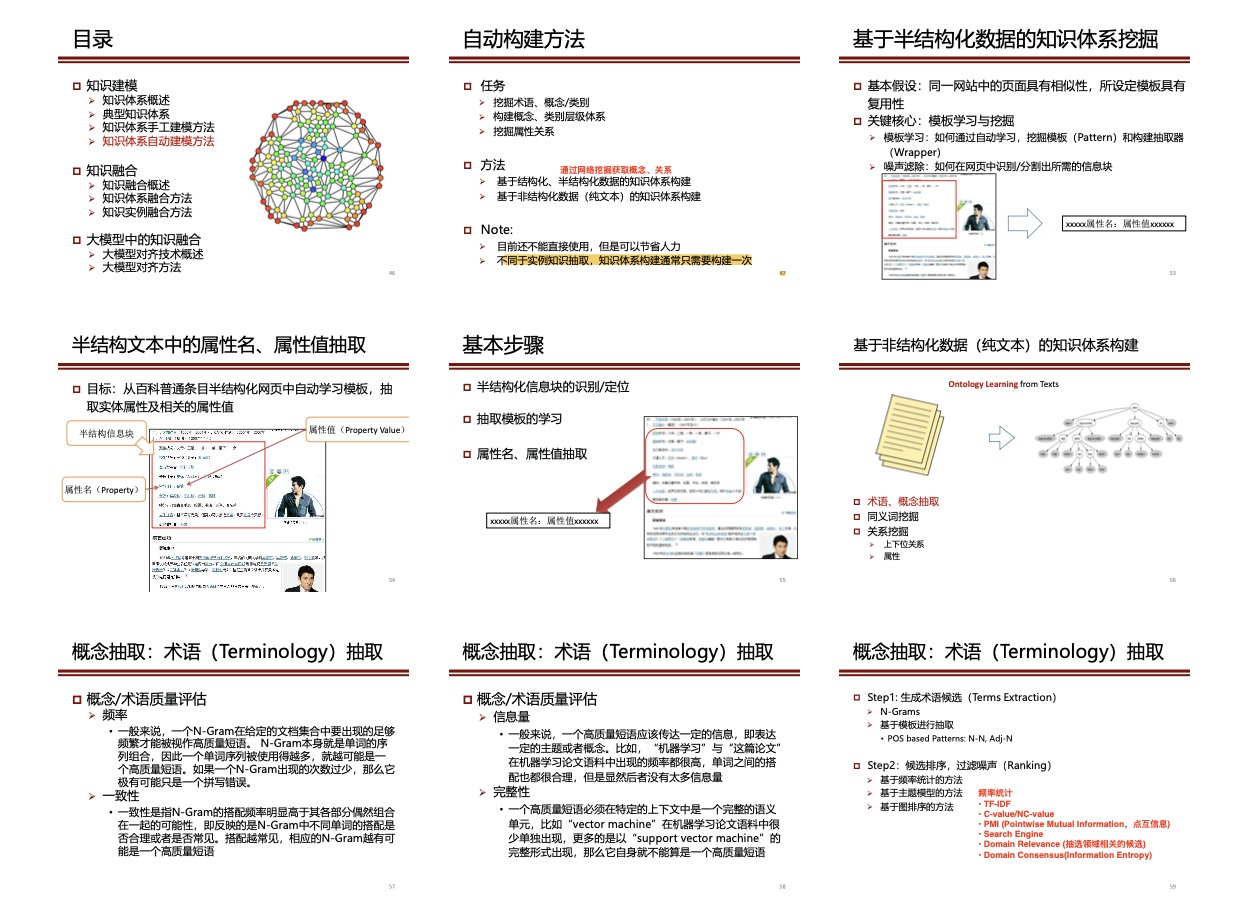 目录
知识建模
知识体系概述
典型知识体系
知识体系手工建模方法
知识体系自动建模方法
知识融合
知识融合概述
知识体系融合方法
知识实例融合方法
大模型中的知识融合
大模型对齐技术概述
大模型对齐方法
自动构建方法
任务
挖掘术语、概念/类别
构建概念、类别层级体系
挖掘属性关系
方法
通过网络挖掘获取概念、关系
基于结构化、半结构化数据的知识体系构建
基于非结构化数据（纯文本）的知识体系构建
Note:
目前还不能直接使用，但是可以节省人力
不同于实例知识抽取，知识体系构建通常只需要构建一次
基于半结构化数据的知识体系挖掘
基本假设：同一网站中的页面具有相似性，所设定模板具有
复用性
关键核心：模板学习与挖掘
模板学习：如何通过自动学习，挖掘模板（Pattern）和构建抽取器
（Wrapper）
噪声滤除：如何在网页中识别/分割出所需的信息块
xxxxx属性名：属性值xxxxxx
53
半结构文本中的属性名、属性值抽取
目标：从百科普通条目半结构化网页中自动学习模板，抽
取实体属性及相关的属性值
半结构信息块
属性值（Property Value）
属性名（Property）
54
基本步骤
半结构化信息块的识别/定位
抽取模板的学习
属性名、属性值抽取
xxxxx属性名：属性值xxxxxx
55
基于非结构化数据（纯文本）的知识体系构建
Ontology Learning from Texts
术语、概念抽取
同义词挖掘
关系挖掘
上下位关系
属性
56
概念抽取：术语（Terminology）抽取
概念/术语质量评估
频率
一般来说，一个N-Gram在给定的文档集合中要出现的足够
频繁才能被视作高质量短语。 N-Gram本身就是单词的序
列组合，因此一个单词序列被使用得越多，就越可能是一
个高质量短语。如果一个N-Gram出现的次数过少，那么它
极有可能只是一个拼写错误。
一致性
一致性是指N-Gram的搭配频率明显高于其各部分偶然组合
在一起的可能性，即反映的是N-Gram中不同单词的搭配是
否合理或者是否常见。搭配越常见，相应的N-Gram越有可
能是一个高质量短语
57
概念抽取：术语（Terminology）抽取
概念/术语质量评估
信息量
一般来说，一个高质量短语应该传达一定的信息，即表达
一定的主题或者概念。比如，“机器学习”与“这篇论文”
在机器学习论文语料中出现的频率都很高，单词之间的搭
配也都很合理，但是显然后者没有太多信息量
完整性
一个高质量短语必须在特定的上下文中是一个完整的语义
单元，比如“vector machine”在机器学习论文语料中很
少单独出现，更多的是以“support vector machine”的
完整形式出现，那么它自身就不能算是一个高质量短语
58
概念抽取：术语（Terminology）抽取
Step1: 生成术语候选（Terms Extraction）
N-Grams
基于模板进行抽取
POS based Patterns: N-N, Adj-N
Step2：候选排序，过滤噪声（Ranking）
基于频率统计的方法
基于主题模型的方法
基于图排序的方法
频率统计
· TF-IDF
· C-value/NC-value
· PMI (Pointwise Mutual Information，点互信息)
· Search Engine
· Domain Relevance (抽选领域相关的候选)
· Domain Consensus(Information Entropy)
59